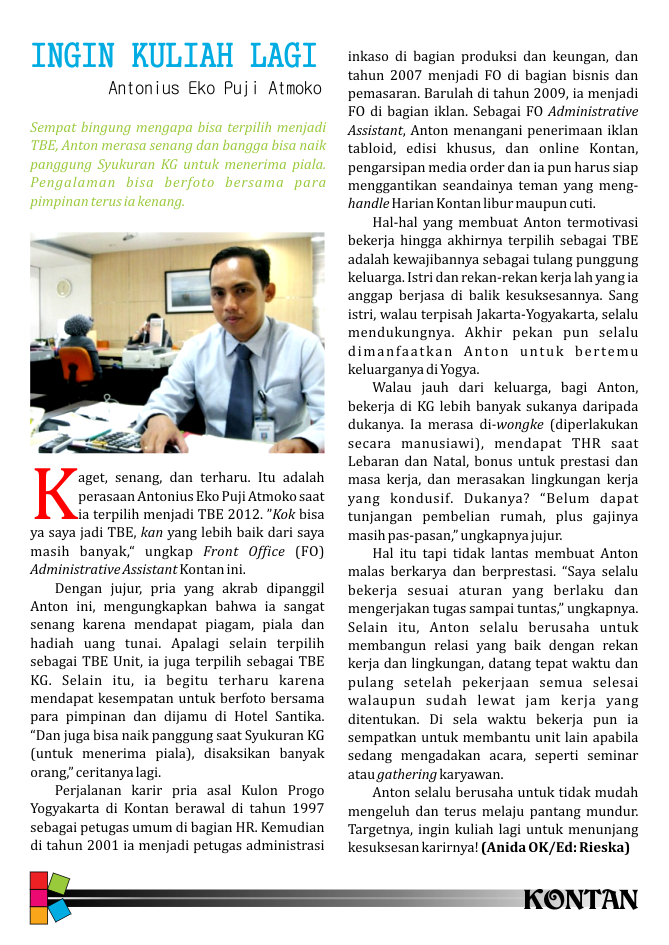 INGIN KULIAH LAGI
Antonius Eko Puji Atmoko
Sempat bingung mengapa bisa terpilih menjadi
TBE, Anton merasa senang dan bangga bisa naik
panggung Syukuran KG untuk menerima piala.
Pengalaman bisa berfoto bersama para
pimpinan terus ia kenang.
Kaget, senang, dan terharu. Itu adalah
perasaan Antonius Eko Puji Atmoko saat
ia terpilih menjadi TBE 2012. ”Kok bisa
ya saya jadi TBE, kan yang lebih baik dari saya
masih banyak,“ ungkap Front Office (FO)
Administrative Assistant Kontan ini.
Dengan jujur, pria yang akrab dipanggil
Anton ini, mengungkapkan bahwa ia sangat
senang karena mendapat piagam, piala dan
hadiah uang tunai. Apalagi selain terpilih
sebagai TBE Unit, ia juga terpilih sebagai TBE
KG. Selain itu, ia begitu terharu karena
mendapat kesempatan untuk berfoto bersama
para pimpinan dan dijamu di Hotel Santika.
“Dan juga bisa naik panggung saat Syukuran KG
(untuk menerima piala), disaksikan banyak
orang,” ceritanya lagi.
Perjalanan karir pria asal Kulon Progo
Yogyakarta di Kontan berawal di tahun 1997
sebagai petugas umum di bagian HR. Kemudian
di tahun 2001 ia menjadi petugas administrasi
inkaso di bagian produksi dan keungan, dan
tahun 2007 menjadi FO di bagian bisnis dan
pemasaran. Barulah di tahun 2009, ia menjadi
FO di bagian iklan. Sebagai FO Administrative
Assistant, Anton menangani penerimaan iklan
tabloid, edisi khusus, dan online Kontan,
pengarsipan media order dan ia pun harus siap
menggantikan seandainya teman yang meng-
handle Harian Kontan libur maupun cuti.
Hal-hal yang membuat Anton termotivasi
bekerja hingga akhirnya terpilih sebagai TBE
adalah kewajibannya sebagai tulang punggung
keluarga. Istri dan rekan-rekan kerja lah yang ia
anggap berjasa di balik kesuksesannya. Sang
istri, walau terpisah Jakarta-Yogyakarta, selalu
mendukungnya. Akhir pekan pun selalu
dimanfaatkan Anton untuk bertemu
keluarganya di Yogya.
Walau jauh dari keluarga, bagi Anton,
bekerja di KG lebih banyak sukanya daripada
dukanya. Ia merasa di-wongke (diperlakukan
secara manusiawi), mendapat THR saat
Lebaran dan Natal, bonus untuk prestasi dan
masa kerja, dan merasakan lingkungan kerja
yang kondusif. Dukanya? “Belum dapat
tunjangan pembelian rumah, plus gajinya
masih pas-pasan,” ungkapnya jujur.
Hal itu tapi tidak lantas membuat Anton
malas berkarya dan berprestasi. “Saya selalu
bekerja sesuai aturan yang berlaku dan
mengerjakan tugas sampai tuntas,” ungkapnya.
Selain itu, Anton selalu berusaha untuk
membangun relasi yang baik dengan rekan
kerja dan lingkungan, datang tepat waktu dan
pulang setelah pekerjaan semua selesai
walaupun sudah lewat jam kerja yang
ditentukan. Di sela waktu bekerja pun ia
sempatkan untuk membantu unit lain apabila
sedang mengadakan acara, seperti seminar
atau gathering karyawan.
Anton selalu berusaha untuk tidak mudah
mengeluh dan terus melaju pantang mundur.
Targetnya, ingin kuliah lagi untuk menunjang
kesuksesan karirnya! (Anida OK/Ed: Rieska)
KONTAN